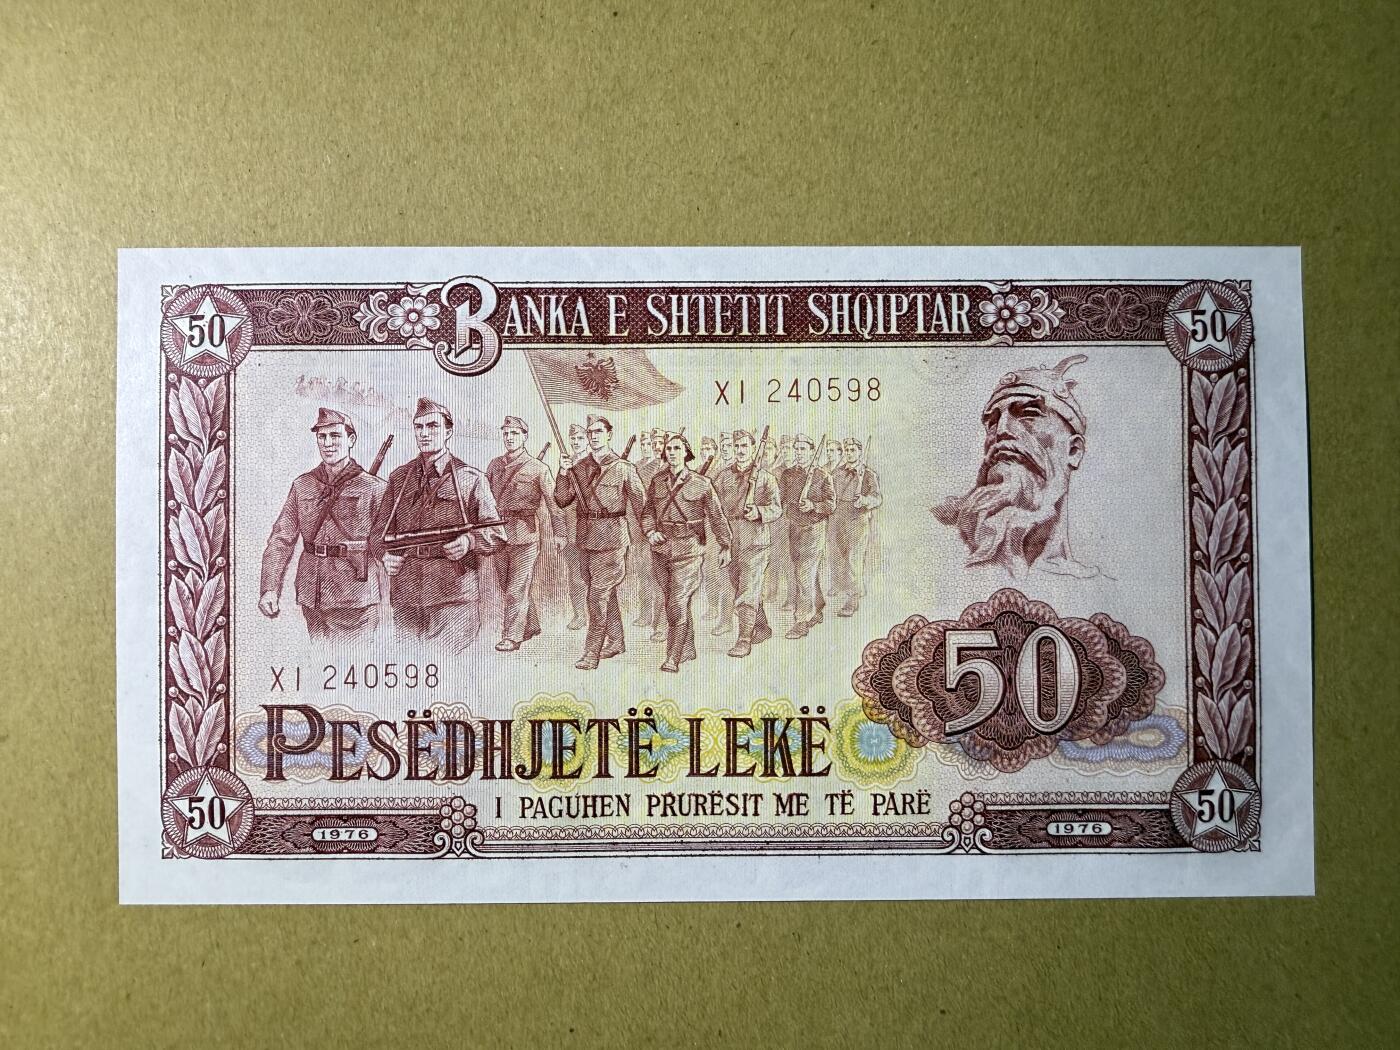 50 BANKA E SHTETIT SHQIPTAR 50
XI 240598
XI 240598
50
PESËDHJETË LEKË
I PAGUHEN PRURËSIT ME TË PARË
50 1976 1976 50